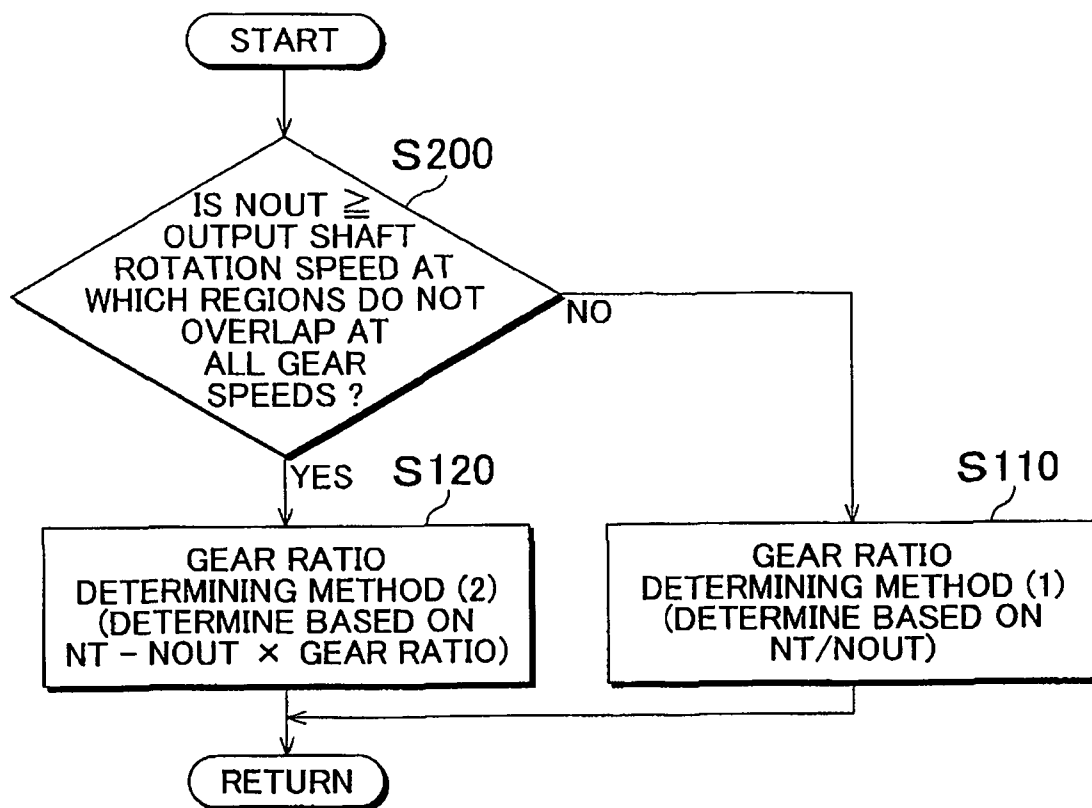 START
S200
IS NOUT ≧
OUTPUT SHAFT
ROTATION SPEED AT
WHICH REGIONS DO NOT
OVERLAP AT
ALL GEAR
SPEEDS ?
NO
YES
S120
GEAR RATIO
DETERMINING METHOD (2)
(DETERMINE BASED ON
NT – NOUT × GEAR RATIO)
S110
GEAR RATIO
DETERMINING METHOD (1)
(DETERMINE BASED ON
NT/NOUT)
RETURN